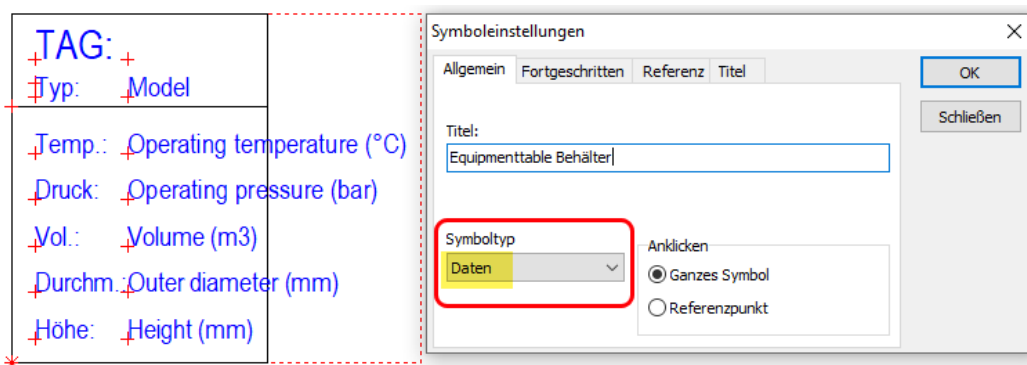 TAG:
Typ: Model
Temp.: Operating temperature (°C)
Druck: Operating pressure (bar)
Vol.: Volume (m3)
Durchm.: Outer diameter (mm)
Höhe: Height (mm)
Symboleinstellungen
Allgemein Fortgeschritten Referenz Titel
OK
Schließen
Titel:
Equipmenttable Behälter
Symboltyp
Daten
Anklicken
Ganzes Symbol
Referenzpunkt